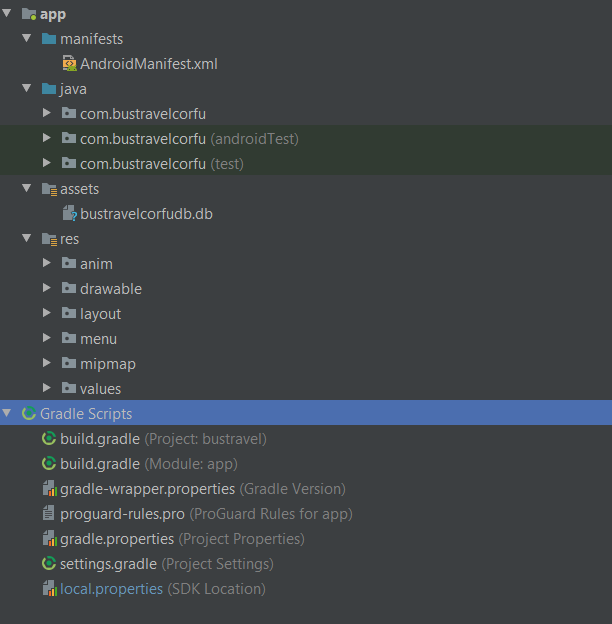 app
manifests
AndroidManifest.xml
java
com.bustravelcorfu
com.bustravelcorfu (androidTest)
com.bustravelcorfu (test)
assets
bustravelcorfudb.db
res
anim
drawable
layout
menu
mipmap
values
Gradle Scripts
build.gradle (Project: bustravel)
build.gradle (Module: app)
gradle-wrapper.properties (Gradle Version)
proguard-rules.pro (ProGuard Rules for app)
gradle.properties (Project Properties)
settings.gradle (Project Settings)
local.properties (SDK Location)